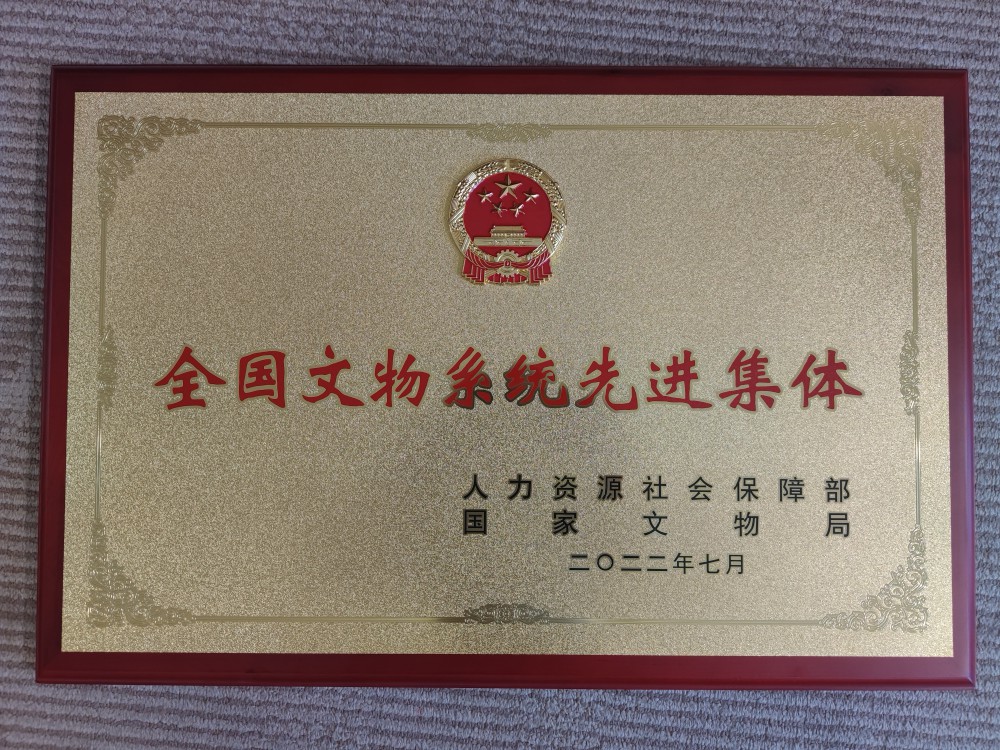 全国文物系统先进集体
人力资源社会保障部
国家文物局
二〇二二年七月